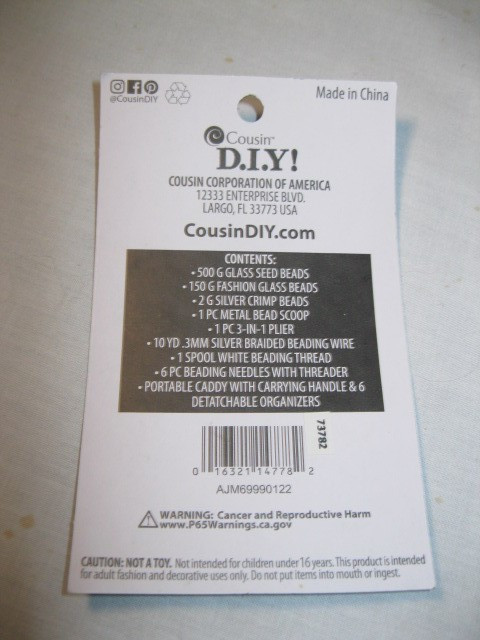 @CousinDIY
Made in China
Cousin™
D.I.Y!
COUSIN CORPORATION OF AMERICA
12333 ENTERPRISE BLVD.
LARGO, FL 33773 USA
CousinDIY.com
CONTENTS:
• 500 G GLASS SEED BEADS
• 150 G FASHION GLASS BEADS
• 2 G SILVER CRIMP BEADS
• 1 PC METAL BEAD SCOOP
• 1 PC 3-IN-1 PLIER
• 10 YD .3MM SILVER BRAIDED BEADING WIRE
• 1 SPOOL WHITE BEADING THREAD
• 6 PC BEADING NEEDLES WITH THREADER
• PORTABLE CADDY WITH CARRYING HANDLE & 6
DETATCHABLE ORGANIZERS
73782
0 16321 14778 2
AJM69990122
WARNING: Cancer and Reproductive Harm
www.P65Warnings.ca.gov
CAUTION: NOT A TOY. Not intended for children under 16 years. This product is intended
for adult fashion and decorative uses only. Do not put items into mouth or ingest.